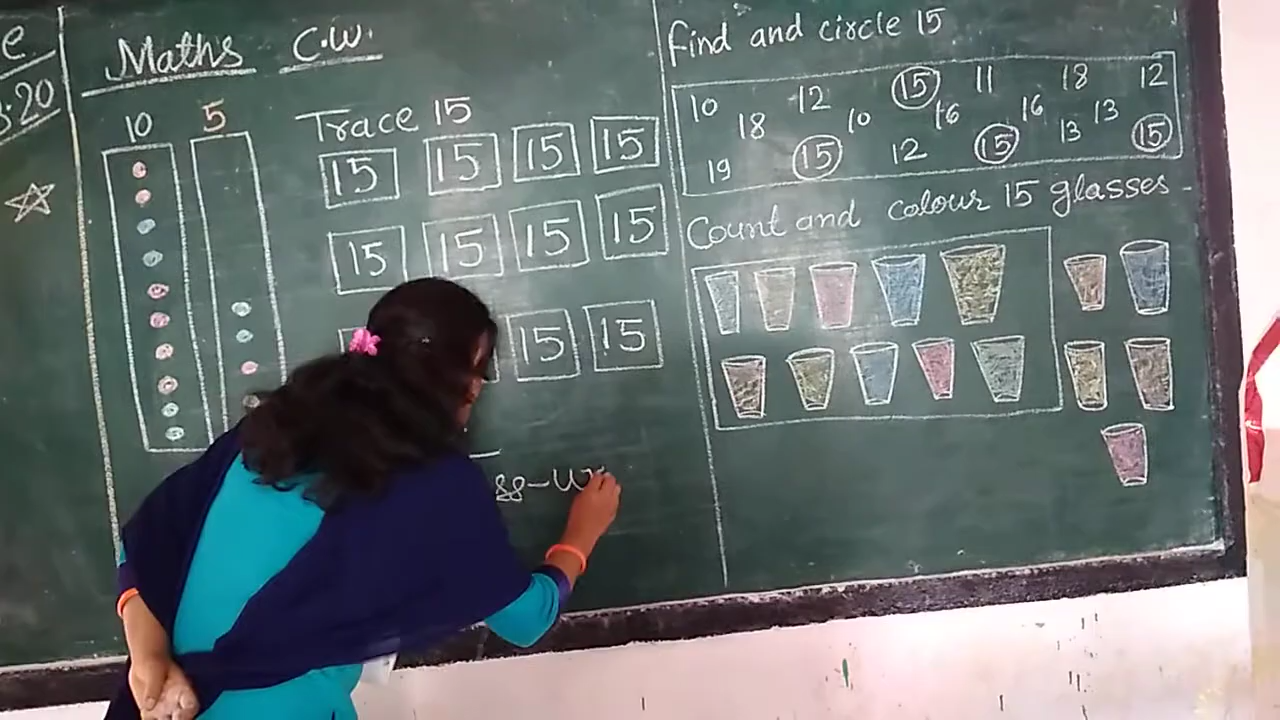 e
3.20
Maths C.W.
10 5
Trace 15
15 15 15 15
15 15 15 15
15 15
Find and circle 15
10 12 15 11 18 12
18 10 16 16 13
19 15 12 15 13 15
Count and colour 15 glasses